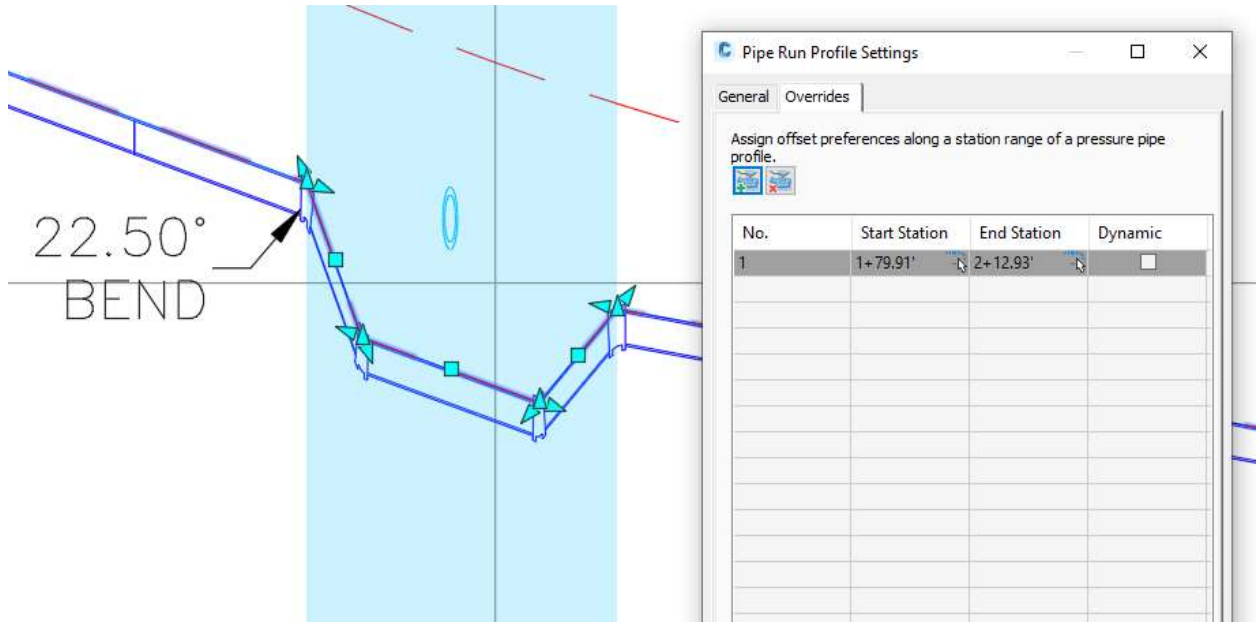 22.50°
BEND
Pipe Run Profile Settings
General Overrides
Assign offset preferences along a station range of a pressure pipe
profile.
No. Start Station End Station Dynamic
1 1+79.91' 2+12.93'